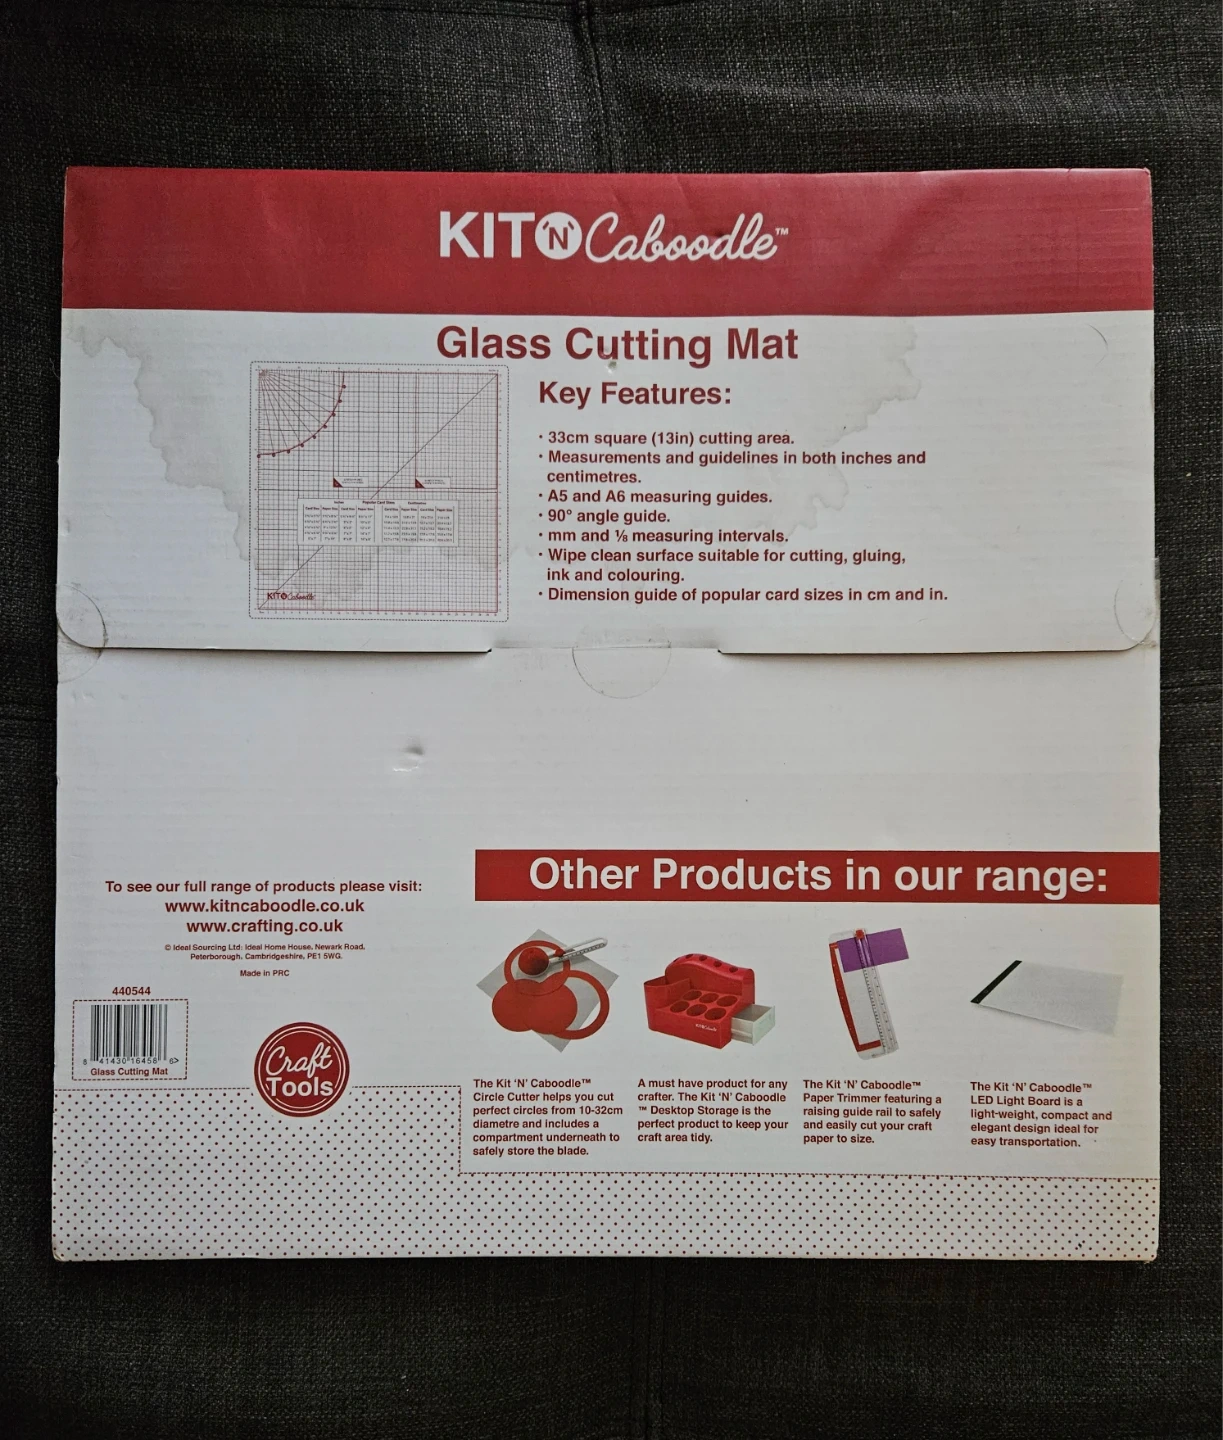 KIT 'N' Caboodle™
Glass Cutting Mat
Key Features:
• 33cm square (13in) cutting area.
• Measurements and guidelines in both inches and
centimetres.
• A5 and A6 measuring guides.
• 90° angle guide.
• mm and ⅛ measuring intervals.
• Wipe clean surface suitable for cutting, gluing,
ink and colouring.
• Dimension guide of popular card sizes in cm and in.
KIT 'N' Caboodle
To see our full range of products please visit:
www.kitncaboodle.co.uk
www.crafting.co.uk
© Ideal Sourcing Ltd: Ideal Home House, Newark Road,
Peterborough, Cambridgeshire, PE1 5WG.
Made in PRC
440544
8 41430 16458 6>
Glass Cutting Mat
Craft
Tools
Other Products in our range:
KIT 'N' Caboodle
The Kit 'N' Caboodle™
Circle Cutter helps you cut
perfect circles from 10-32cm
diametre and includes a
compartment underneath to
safely store the blade.
A must have product for any
crafter. The Kit 'N' Caboodle
™ Desktop Storage is the
perfect product to keep your
craft area tidy.
The Kit 'N' Caboodle™
Paper Trimmer featuring a
raising guide rail to safely
and easily cut your craft
paper to size.
The Kit 'N' Caboodle™
LED Light Board is a
light-weight, compact and
elegant design ideal for
easy transportation.